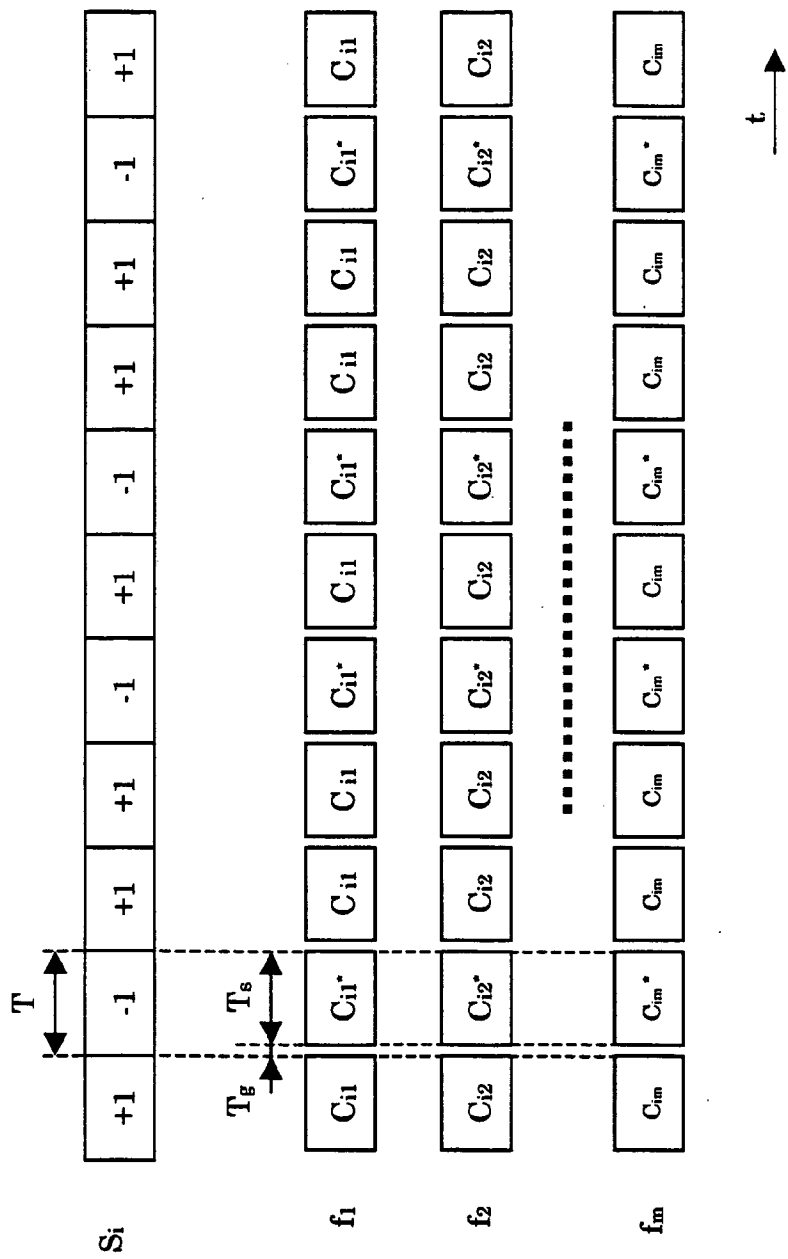 T
Si +1 -1 +1 +1 -1 +1 -1 +1 +1 -1 +1
Tg Ts
f1 Ci1 Ci1* Ci1 Ci1 Ci1* Ci1 Ci1* Ci1 Ci1 Ci1* Ci1
f2 Ci2 Ci2* Ci2 Ci2 Ci2* Ci2 Ci2* Ci2 Ci2 Ci2* Ci2
fm Cim Cim* Cim Cim Cim* Cim Cim* Cim Cim Cim* Cim
t